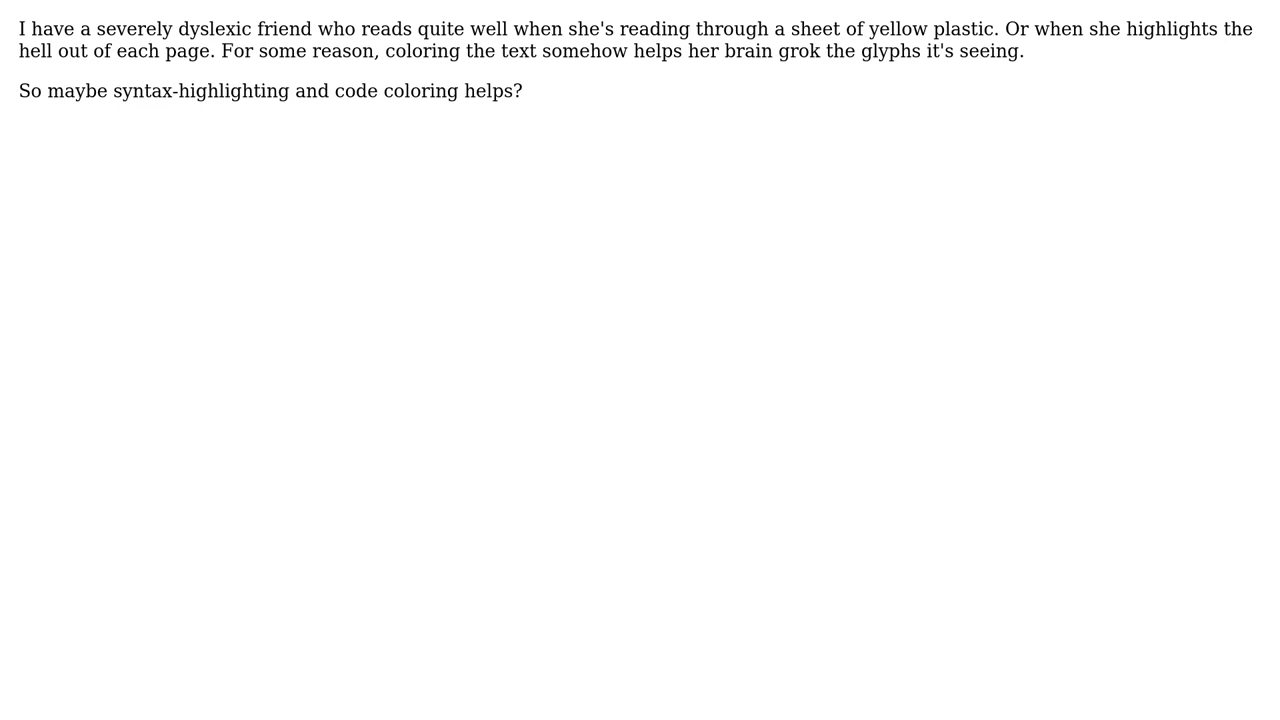 I have a severely dyslexic friend who reads quite well when she's reading through a sheet of yellow plastic. Or when she highlights the
hell out of each page. For some reason, coloring the text somehow helps her brain grok the glyphs it's seeing.
So maybe syntax-highlighting and code coloring helps?